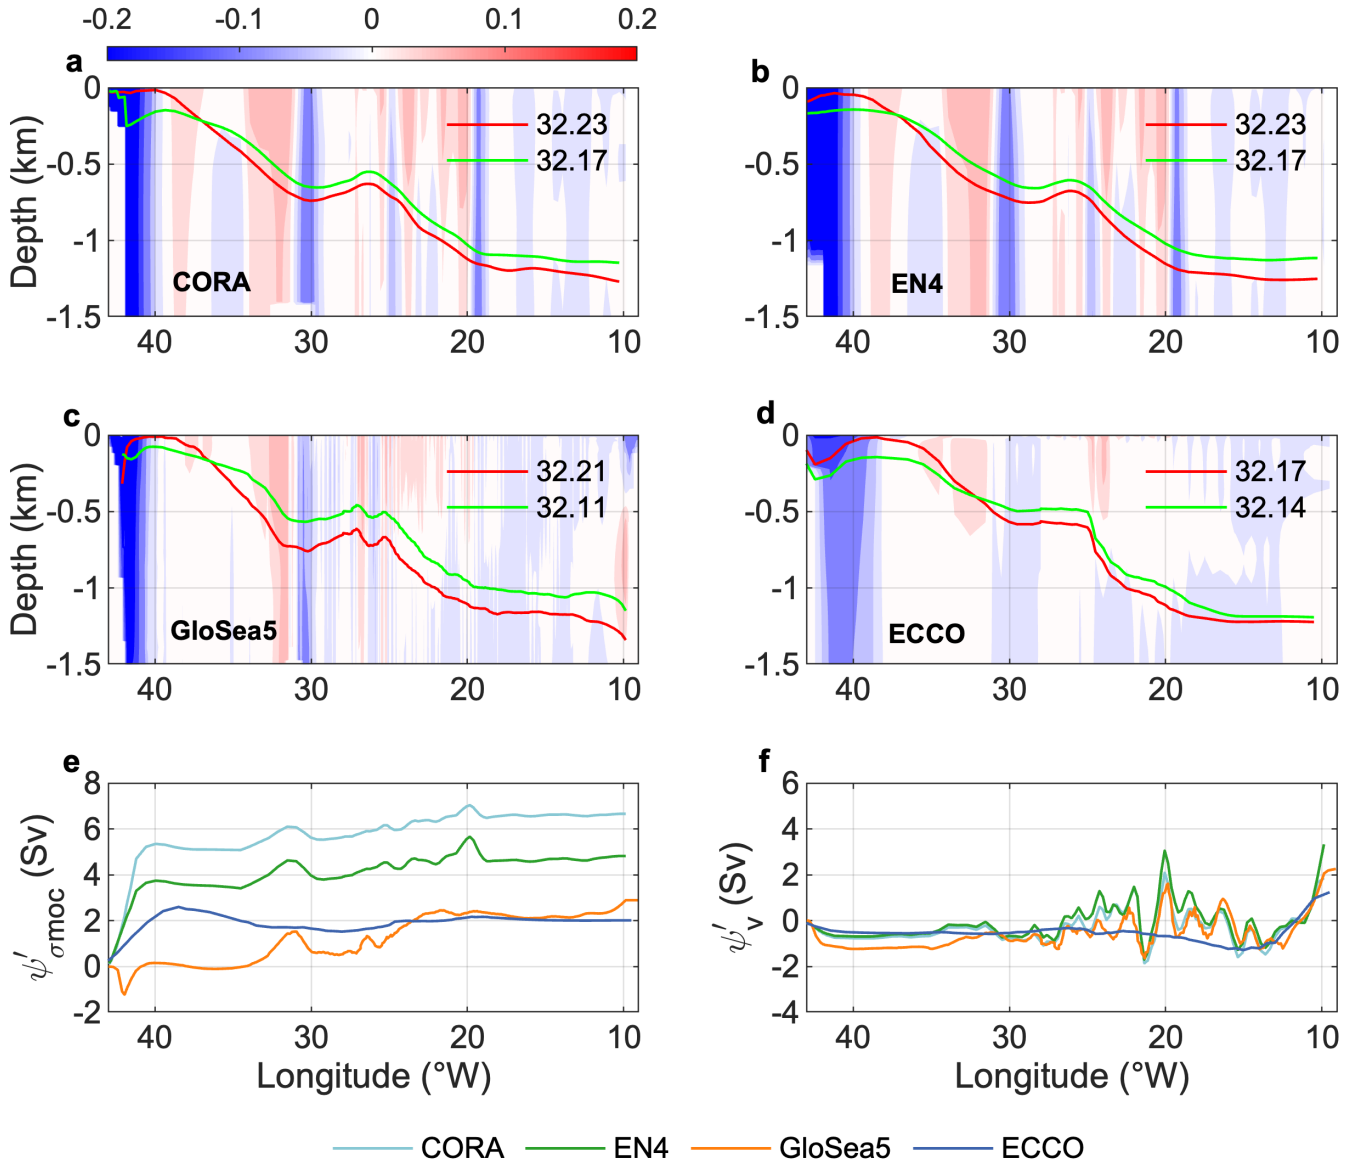 -0.2 -0.1 0 0.1 0.2
a
0
-0.5
-1
-1.5
Depth (km)
32.23
32.17
CORA
40 30 20 10
b
0
-0.5
-1
-1.5
32.23
32.17
EN4
40 30 20 10
c
0
-0.5
-1
-1.5
Depth (km)
32.21
32.11
GloSea5
40 30 20 10
d
0
-0.5
-1
-1.5
32.17
32.14
ECCO
40 30 20 10
e
8
6
4
2
0
-2
ψ′σmoc (Sv)
40 30 20 10
Longitude (°W)
f
6
4
2
0
-2
-4
ψ′v (Sv)
40 30 20 10
Longitude (°W)
CORA EN4 GloSea5 ECCO